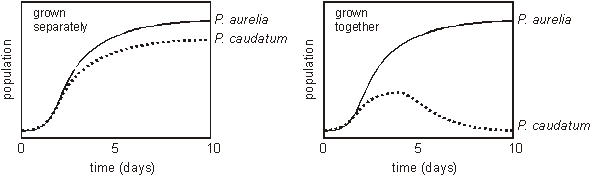 grown
separately
P. aurelia
P. caudatum
population
0
5
10
time (days)
grown
together
P. aurelia
P. caudatum
population
0
5
10
time (days)